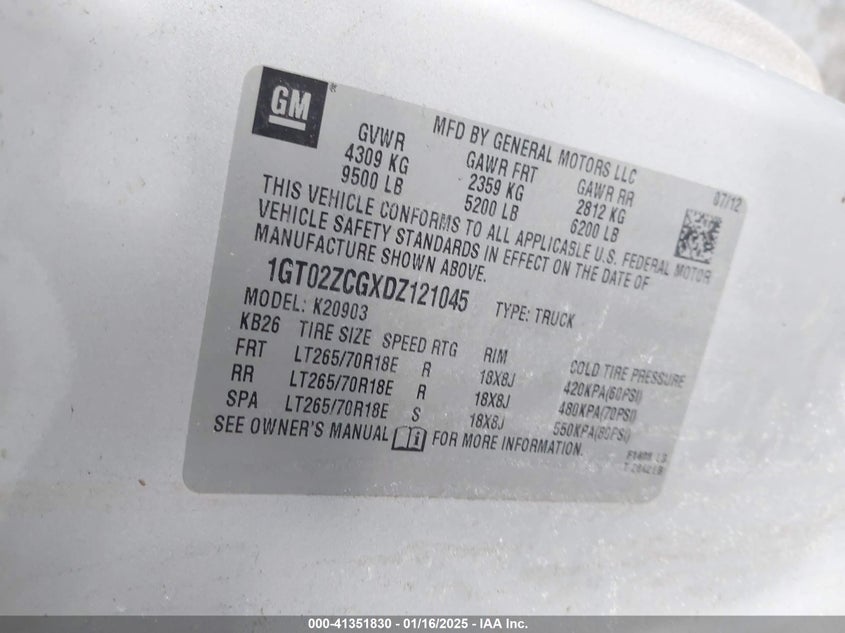 GM
MFD BY GENERAL MOTORS LLC
07/12
GVWR GAWR FRT GAWR RR
4309 KG 2359 KG 2812 KG
9500 LB 5200 LB 6200 LB
THIS VEHICLE CONFORMS TO ALL APPLICABLE U.S. FEDERAL MOTOR
VEHICLE SAFETY STANDARDS IN EFFECT ON THE DATE OF
MANUFACTURE SHOWN ABOVE.
1GT02ZCGXDZ121045 TYPE: TRUCK
MODEL: K20903
KB26 TIRE SIZE SPEED RTG RIM COLD TIRE PRESSURE
FRT LT265/70R18E R 18X8J 420KPA(60PSI)
RR LT265/70R18E R 18X8J 480KPA(70PSI)
SPA LT265/70R18E S 18X8J 550KPA(80PSI)
SEE OWNER'S MANUAL FOR MORE INFORMATION.
000-41351830 - 01/16/2025 - IAA Inc.